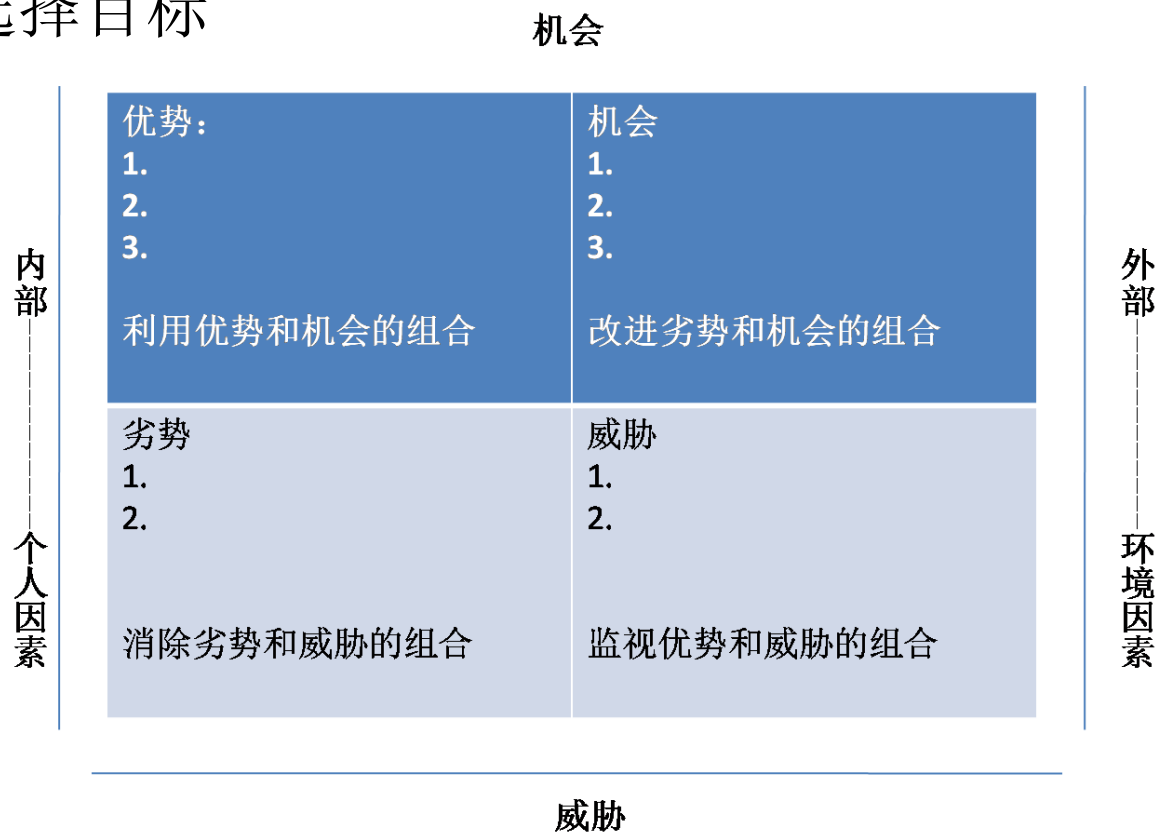 选择目标
机会
优势：
1.
2.
3.
利用优势和机会的组合
机会
1.
2.
3.
改进劣势和机会的组合
劣势
1.
2.
消除劣势和威胁的组合
威胁
1.
2.
监视优势和威胁的组合
内部----------------个人因素
外部----------------环境因素
威胁